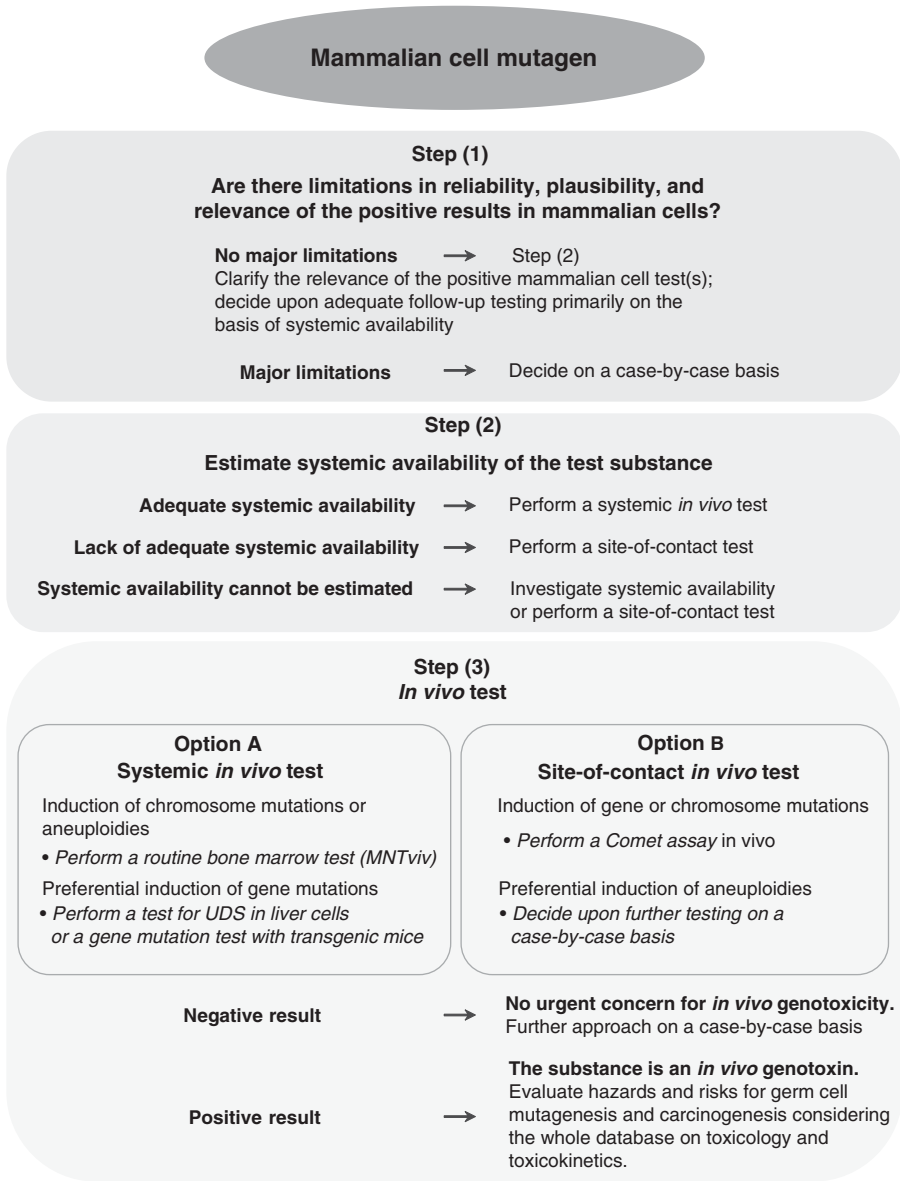 Mammalian cell mutagen
Step (1)
Are there limitations in reliability, plausibility, and
relevance of the positive results in mammalian cells?
No major limitations → Step (2)
Clarify the relevance of the positive mammalian cell test(s);
decide upon adequate follow-up testing primarily on the
basis of systemic availability
Major limitations → Decide on a case-by-case basis
Step (2)
Estimate systemic availability of the test substance
Adequate systemic availability → Perform a systemic in vivo test
Lack of adequate systemic availability → Perform a site-of-contact test
Systemic availability cannot be estimated → Investigate systemic availability
or perform a site-of-contact test
Step (3)
In vivo test
Option A
Systemic in vivo test
Induction of chromosome mutations or
aneuploidies
• Perform a routine bone marrow test (MNTviv)
Preferential induction of gene mutations
• Perform a test for UDS in liver cells
or a gene mutation test with transgenic mice
Option B
Site-of-contact in vivo test
Induction of gene or chromosome mutations
• Perform a Comet assay in vivo
Preferential induction of aneuploidies
• Decide upon further testing on a
case-by-case basis
Negative result → No urgent concern for in vivo genotoxicity.
Further approach on a case-by-case basis
Positive result → The substance is an in vivo genotoxin.
Evaluate hazards and risks for germ cell
mutagenesis and carcinogenesis considering
the whole database on toxicology and
toxicokinetics.